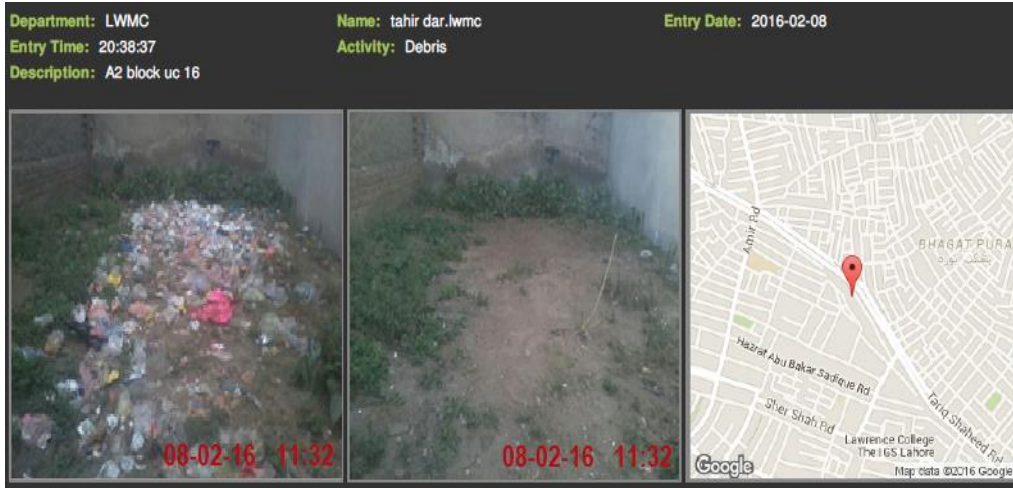 Department: LWMC
Name: tahir dar.lwmc
Entry Date: 2016-02-08
Entry Time: 20:38:37
Activity: Debris
Description: A2 block uc 16
08-02-16 11:32
08-02-16 11:32
Amir Rd
BHAGAT PURA
بھگت پورہ
Hazrat Abu Bakar Sadique Rd
Sher Shah Rd
Tariq Shaheed Rd
Lawrence College
The IGS Lahore
Google
Map data ©2016 Google